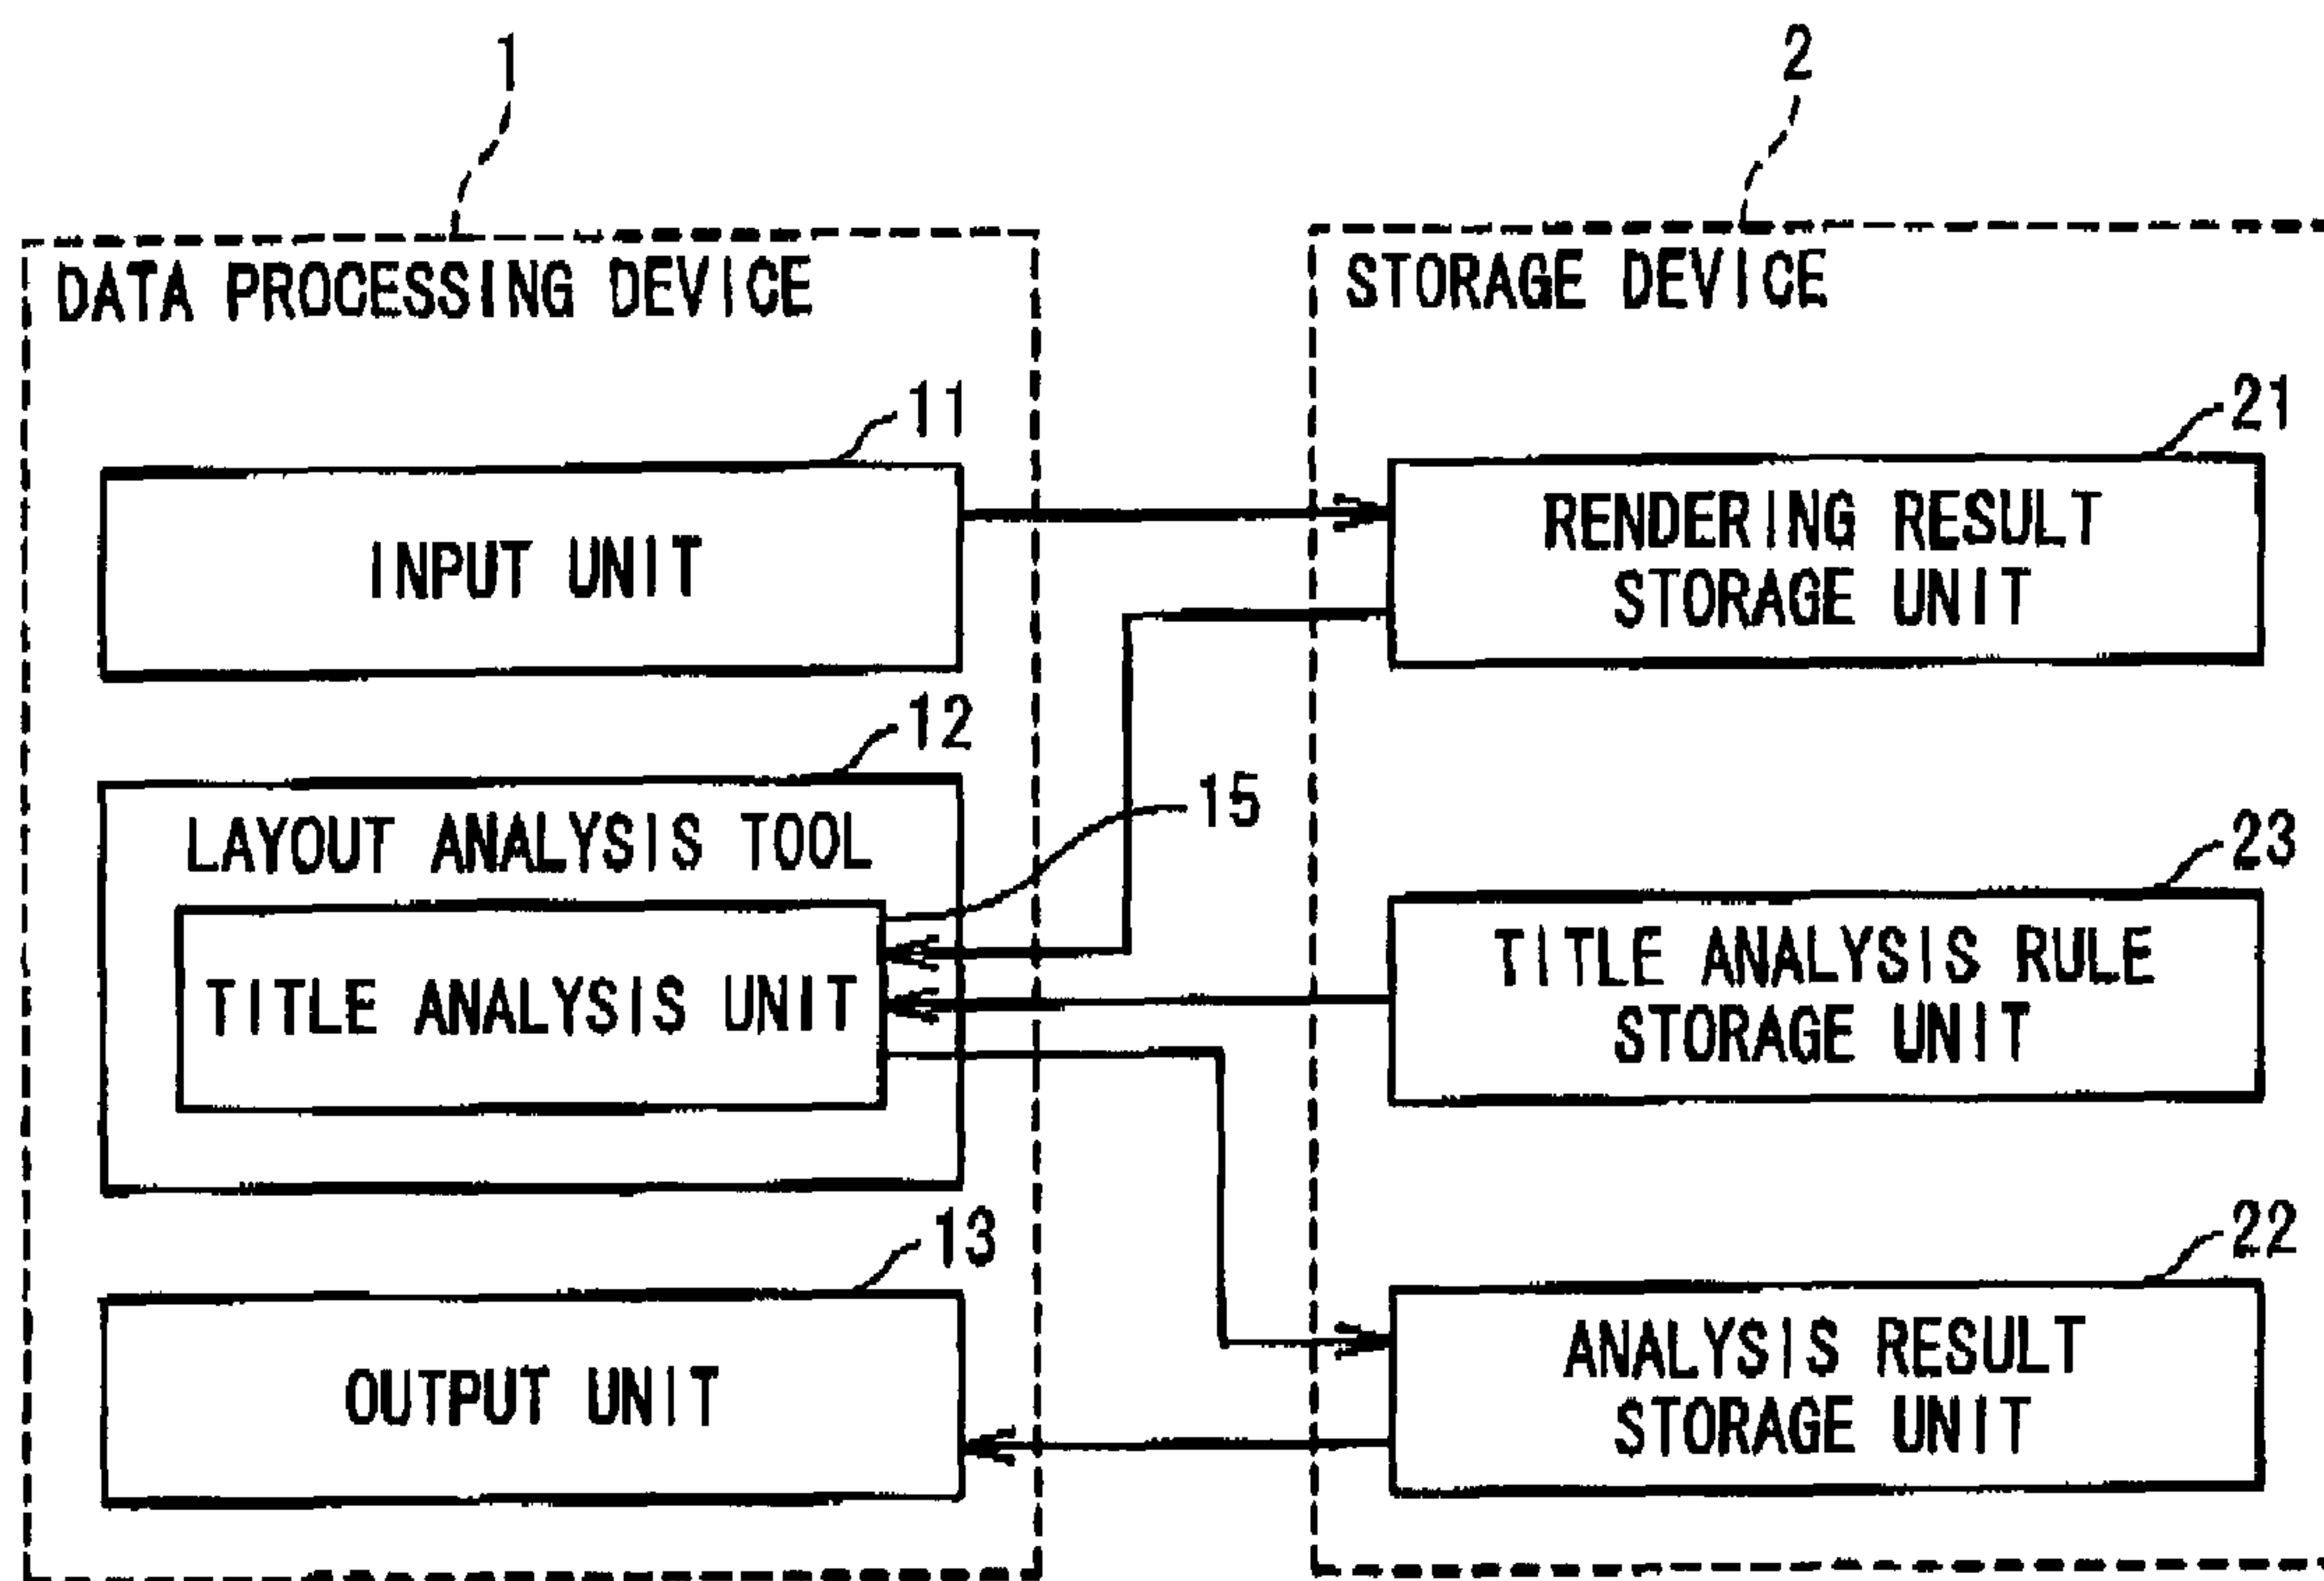 1
2
DATA PROCESSING DEVICE
STORAGE DEVICE
11
21
INPUT UNIT
RENDERING RESULT
STORAGE UNIT
12
15
LAYOUT ANALYSIS TOOL
23
TITLE ANALYSIS UNIT
TITLE ANALYSIS RULE
STORAGE UNIT
13
22
OUTPUT UNIT
ANALYSIS RESULT
STORAGE UNIT